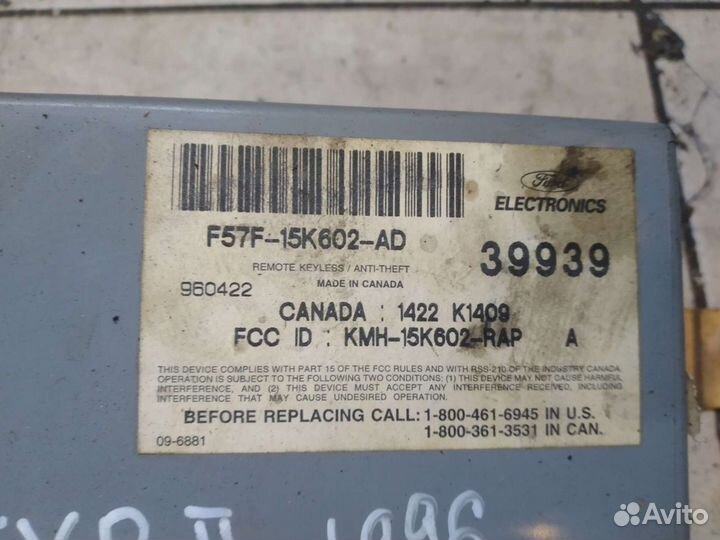 Ford
ELECTRONICS
F57F-15K602-AD
39939
REMOTE KEYLESS / ANTI-THEFT
MADE IN CANADA
960422
CANADA : 1422 K1409
FCC ID : KMH-15K602-RAP A
THIS DEVICE COMPLIES WITH PART 15 OF THE FCC RULES AND WITH RSS-210 OF THE INDUSTRY CANADA
OPERATION IS SUBJECT TO THE FOLLOWING TWO CONDITIONS: (1) THIS DEVICE MAY NOT CAUSE HARMFUL
INTERFERENCE, AND (2) THIS DEVICE MUST ACCEPT ANY INTERFERENCE RECEIVED, INCLUDING
INTERFERENCE THAT MAY CAUSE UNDESIRED OPERATION.
BEFORE REPLACING CALL: 1-800-461-6945 IN U.S.
1-800-361-3531 IN CAN.
09-6881
II 1996
Avito